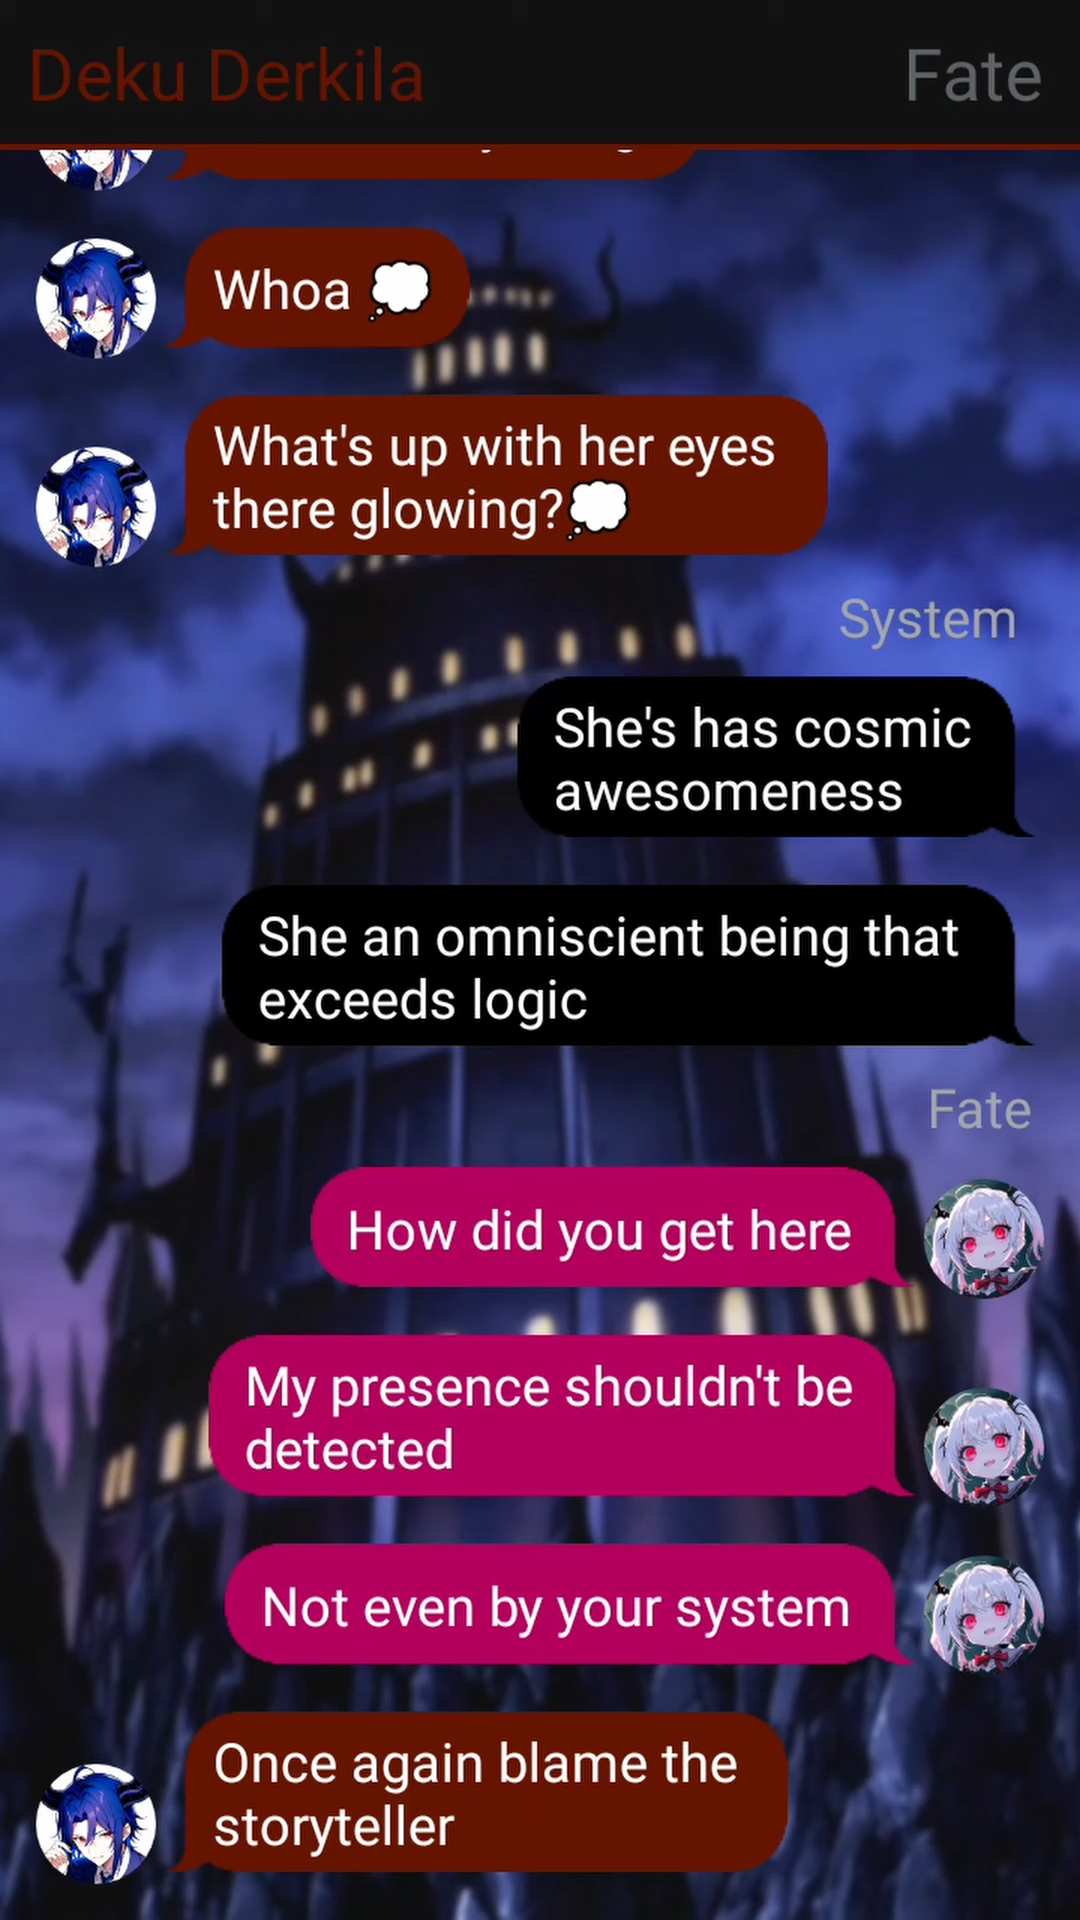 Deku Derkila
Fate
Whoa 💭
What's up with her eyes
there glowing?💭
System
She's has cosmic
awesomeness
She an omniscient being that
exceeds logic
Fate
How did you get here
My presence shouldn't be
detected
Not even by your system
Once again blame the
storyteller